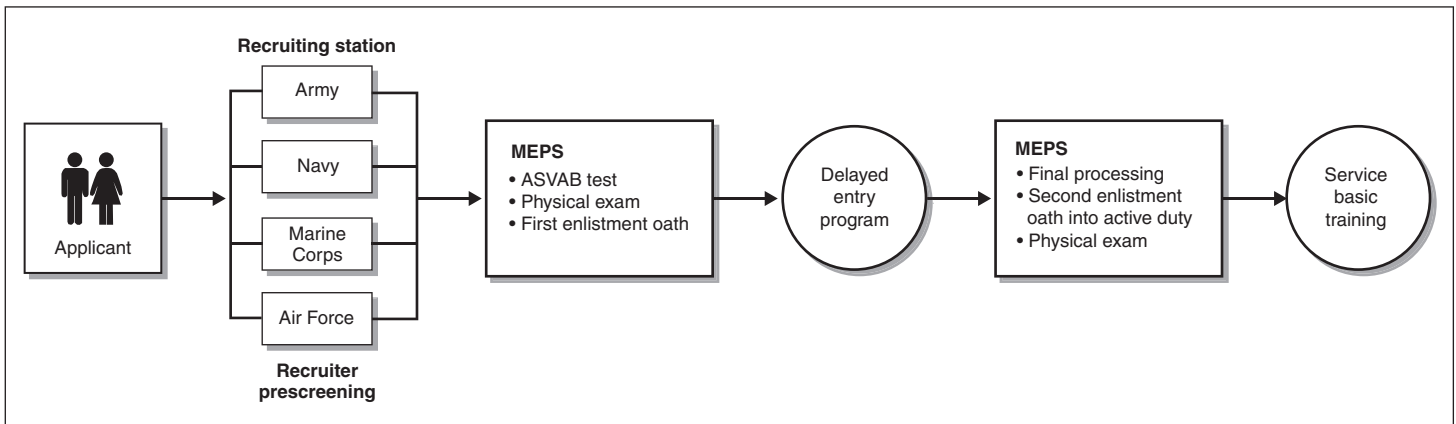 Applicant
Recruiting station
Army
Navy
Marine
Corps
Air Force
Recruiter
prescreening
MEPS
• ASVAB test
• Physical exam
• First enlistment oath
Delayed
entry
program
MEPS
• Final processing
• Second enlistment
oath into active duty
• Physical exam
Service
basic
training